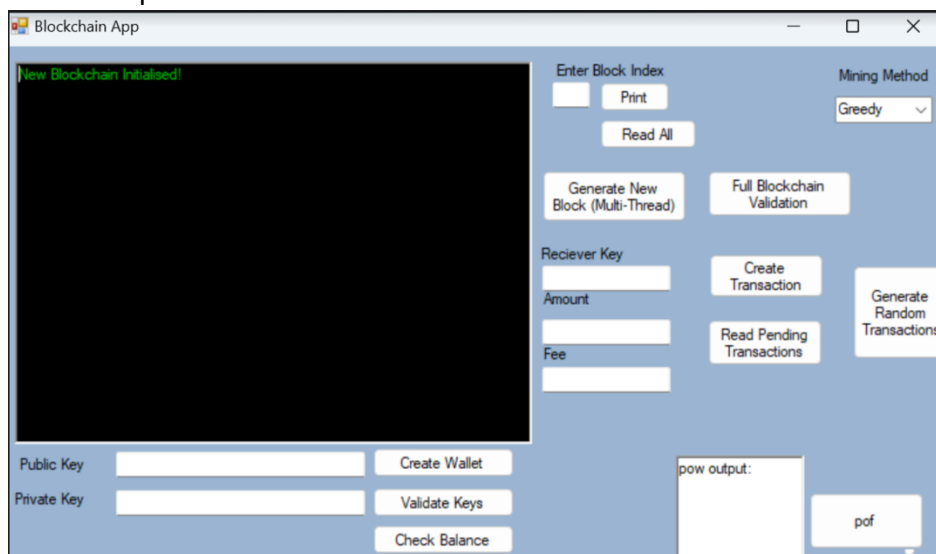 Blockchain App
New Blockchain Initialised!
Enter Block Index
Print
Read All
Mining Method
Greedy
Generate New
Block (Multi-Thread)
Full Blockchain
Validation
Reciever Key
Amount
Fee
Create
Transaction
Read Pending
Transactions
Generate
Random
Transactions
Public Key
Create Wallet
Private Key
Validate Keys
Check Balance
pow output:
pof